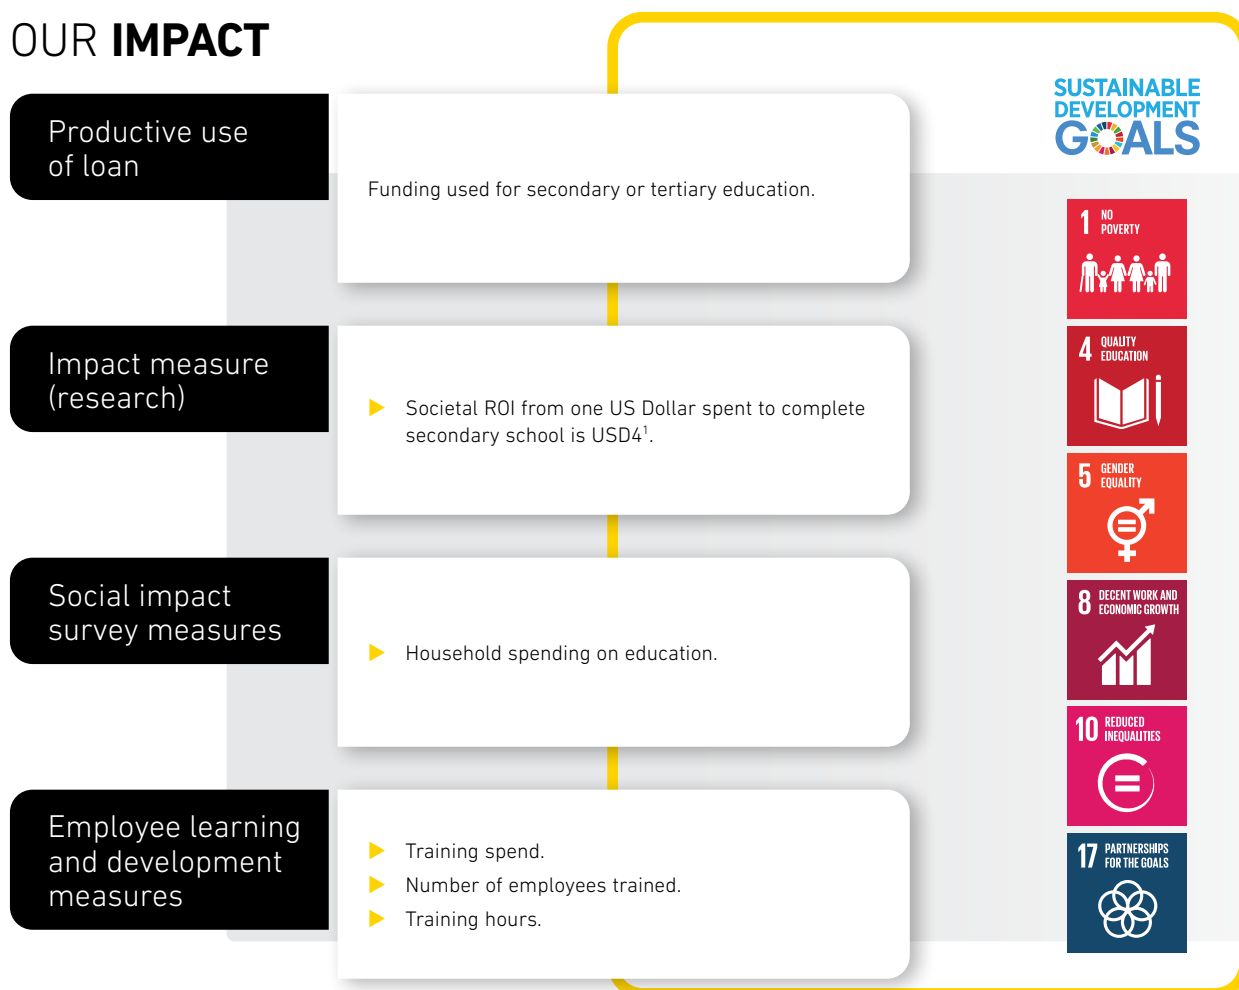 OUR IMPACT
Productive use
of loan
Funding used for secondary or tertiary education.
Impact measure
(research)
Societal ROI from one US Dollar spent to complete
secondary school is USD4¹.
Social impact
survey measures
Household spending on education.
Employee learning
and development
measures
Training spend.
Number of employees trained.
Training hours.
SUSTAINABLE
DEVELOPMENT
GOALS
1 NO
POVERTY
4 QUALITY
EDUCATION
5 GENDER
EQUALITY
8 DECENT WORK AND
ECONOMIC GROWTH
10 REDUCED
INEQUALITIES
17 PARTNERSHIPS
FOR THE GOALS